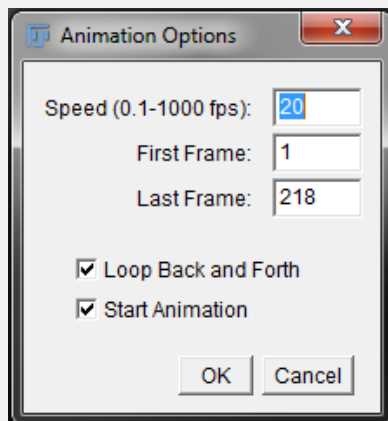 Animation Options
Speed (0.1-1000 fps): 20
First Frame: 1
Last Frame: 218
Loop Back and Forth
Start Animation
OK Cancel